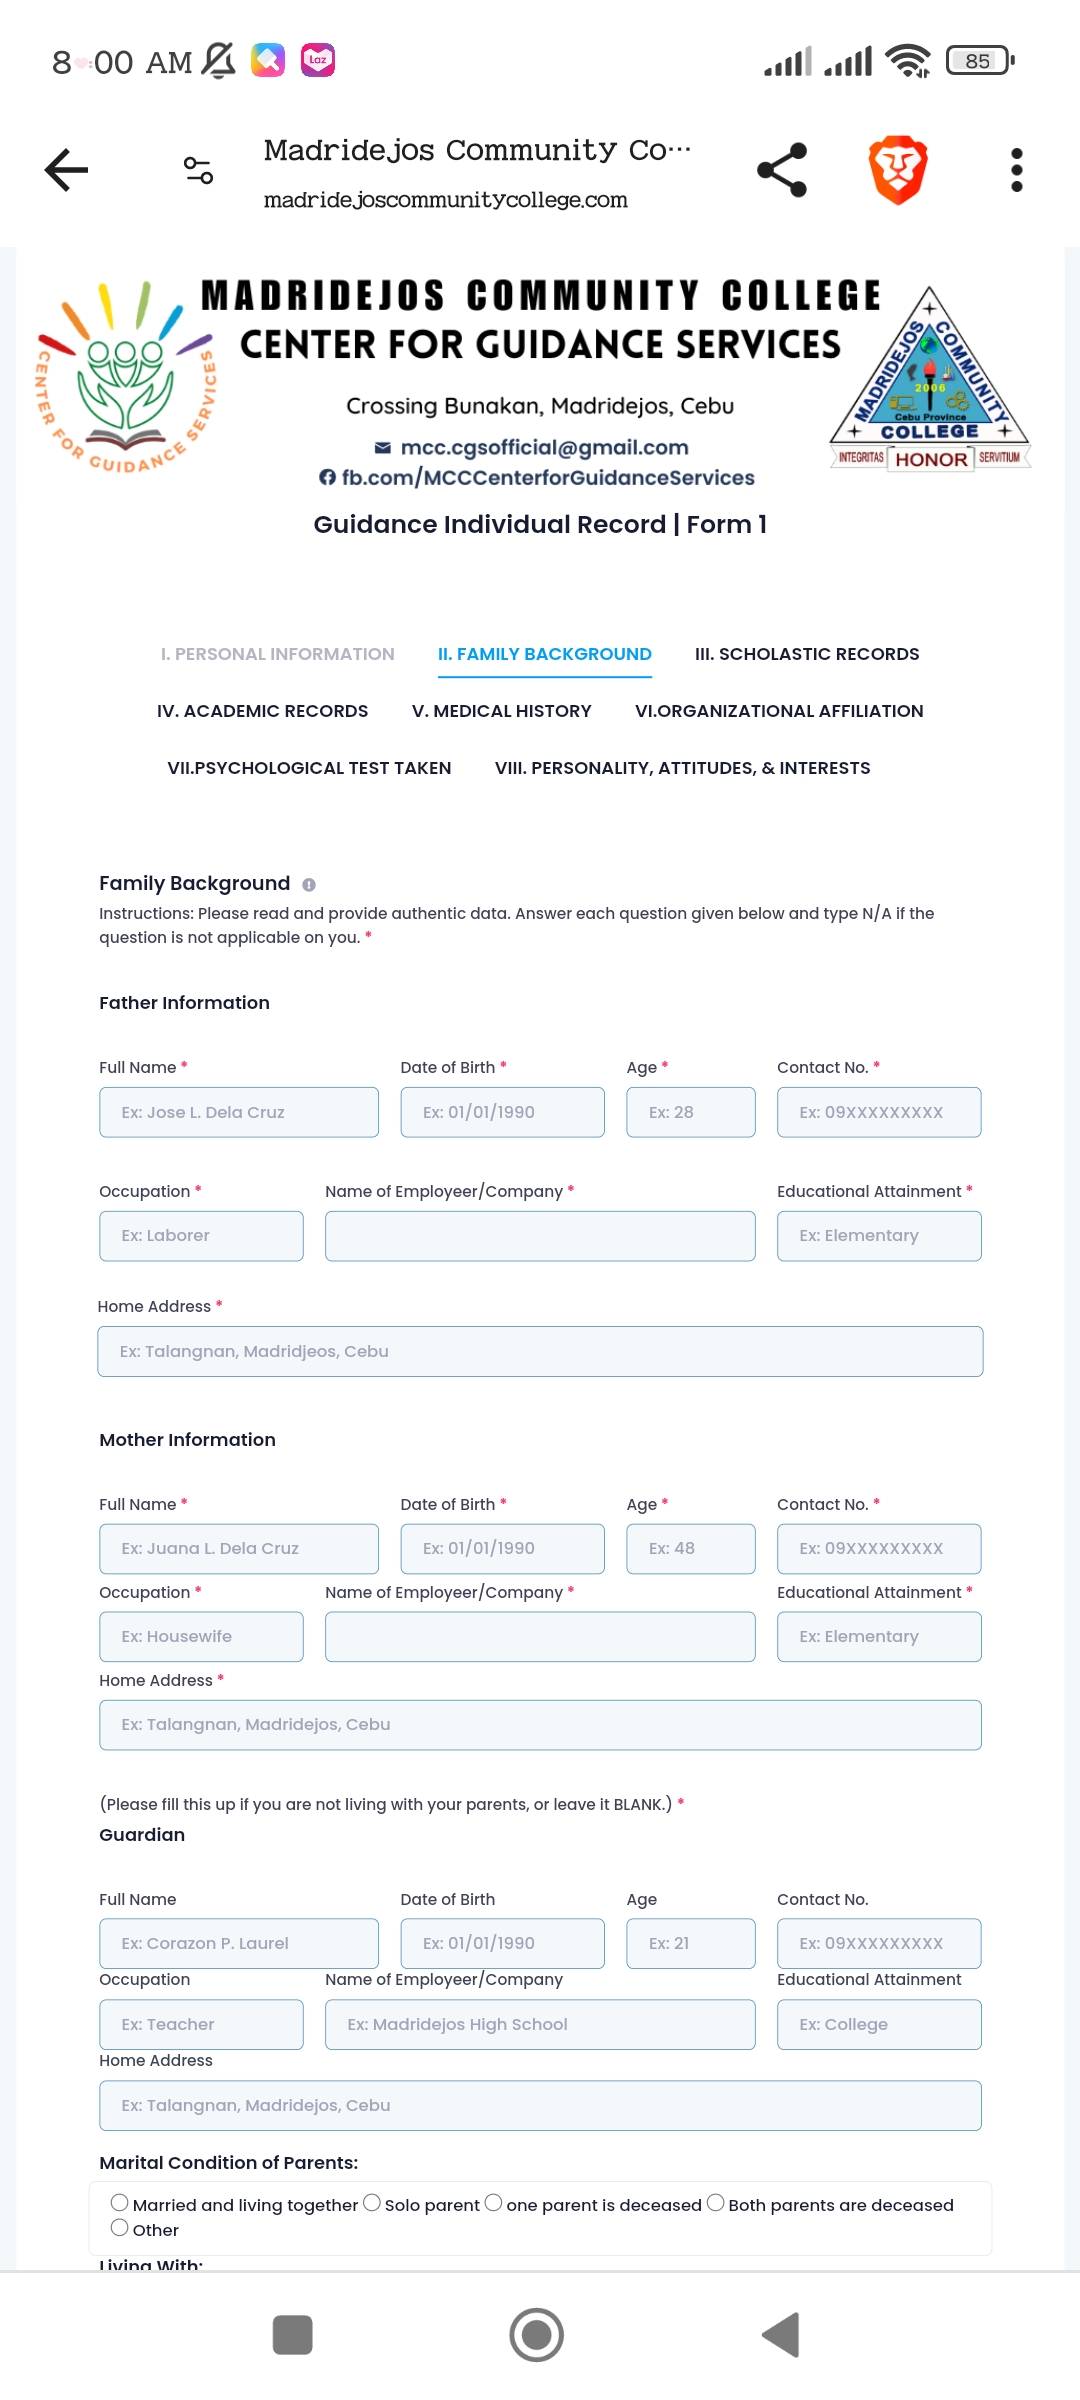 8:00 AM
Laz
85
Madridejos Community Co...
madridejoscommunitycollege.com
MADRIDEJOS COMMUNITY COLLEGE
CENTER FOR GUIDANCE SERVICES
Crossing Bunakan, Madridejos, Cebu
mcc.cgsofficial@gmail.com
fb.com/MCCCenterforGuidanceServices
CENTER FOR GUIDANCE SERVICES
MADRIDEJOS COMMUNITY
2006
Cebu Province
COLLEGE
INTEGRITAS HONOR SERVITIUM
Guidance Individual Record | Form 1
I. PERSONAL INFORMATION II. FAMILY BACKGROUND III. SCHOLASTIC RECORDS
IV. ACADEMIC RECORDS V. MEDICAL HISTORY VI.ORGANIZATIONAL AFFILIATION
VII.PSYCHOLOGICAL TEST TAKEN VIII. PERSONALITY, ATTITUDES, & INTERESTS
Family Background
Instructions: Please read and provide authentic data. Answer each question given below and type N/A if the
question is not applicable on you. *
Father Information
Full Name * Date of Birth * Age * Contact No. *
Ex: Jose L. Dela Cruz Ex: 01/01/1990 Ex: 28 Ex: 09XXXXXXXXX
Occupation * Name of Employeer/Company * Educational Attainment *
Ex: Laborer Ex: Elementary
Home Address *
Ex: Talangnan, Madridjeos, Cebu
Mother Information
Full Name * Date of Birth * Age * Contact No. *
Ex: Juana L. Dela Cruz Ex: 01/01/1990 Ex: 48 Ex: 09XXXXXXXXX
Occupation * Name of Employeer/Company * Educational Attainment *
Ex: Housewife Ex: Elementary
Home Address *
Ex: Talangnan, Madridejos, Cebu
(Please fill this up if you are not living with your parents, or leave it BLANK.) *
Guardian
Full Name Date of Birth Age Contact No.
Ex: Corazon P. Laurel Ex: 01/01/1990 Ex: 21 Ex: 09XXXXXXXXX
Occupation Name of Employeer/Company Educational Attainment
Ex: Teacher Ex: Madridejos High School Ex: College
Home Address
Ex: Talangnan, Madridejos, Cebu
Marital Condition of Parents:
Married and living together Solo parent one parent is deceased Both parents are deceased
Other
Living With: